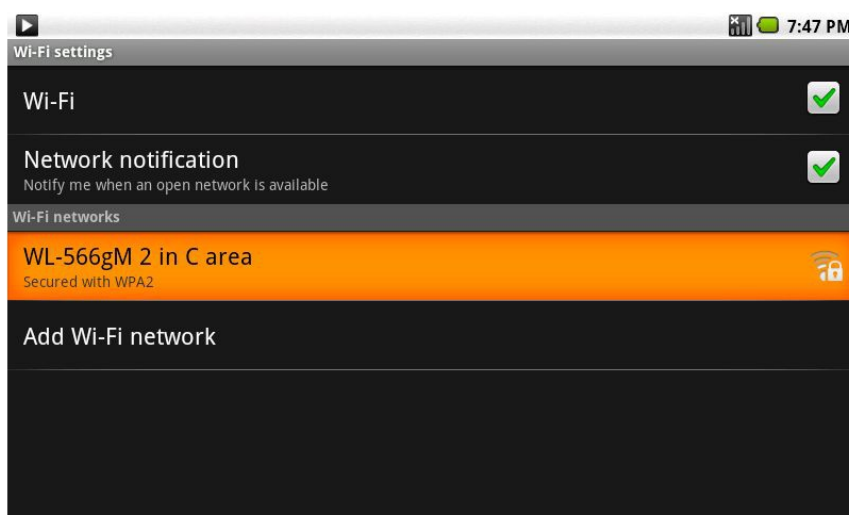 7:47 PM
Wi-Fi settings
Wi-Fi
Network notification
Notify me when an open network is available
Wi-Fi networks
WL-566gM 2 in C area
Secured with WPA2
Add Wi-Fi network